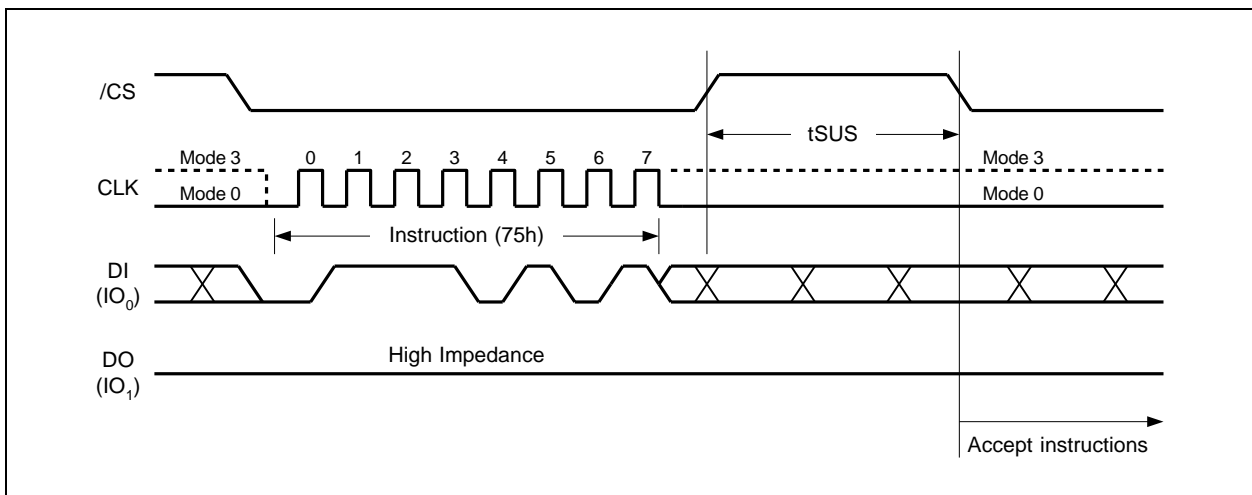 /CS
tSUS
Mode 3 0 1 2 3 4 5 6 7 Mode 3
CLK
Mode 0 Mode 0
Instruction (75h)
DI
(IO₀)
High Impedance
DO
(IO₁)
Accept instructions